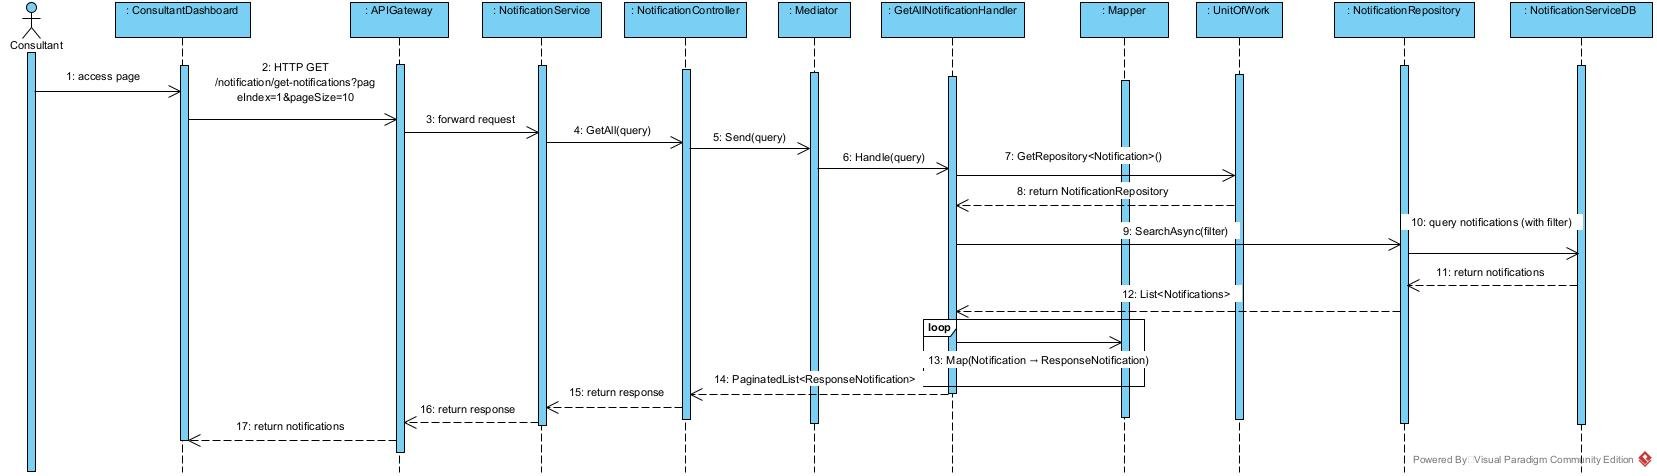 : ConsultantDashboard
: APIGateway
: NotificationService
: NotificationController
: Mediator
: GetAllNotificationHandler
: Mapper
: UnitOfWork
: NotificationRepository
: NotificationServiceDB
Consultant
1: access page
2: HTTP GET
/notification/get-notifications?pag
eIndex=1&pageSize=10
3: forward request
4: GetAll(query)
5: Send(query)
6: Handle(query)
7: GetRepository<Notification>()
8: return NotificationRepository
9: SearchAsync(filter)
10: query notifications (with filter)
11: return notifications
12: List<Notifications>
loop
13: Map(Notification → ResponseNotification)
14: PaginatedList<ResponseNotification>
15: return response
16: return response
17: return notifications
Powered By Visual Paradigm Community Edition